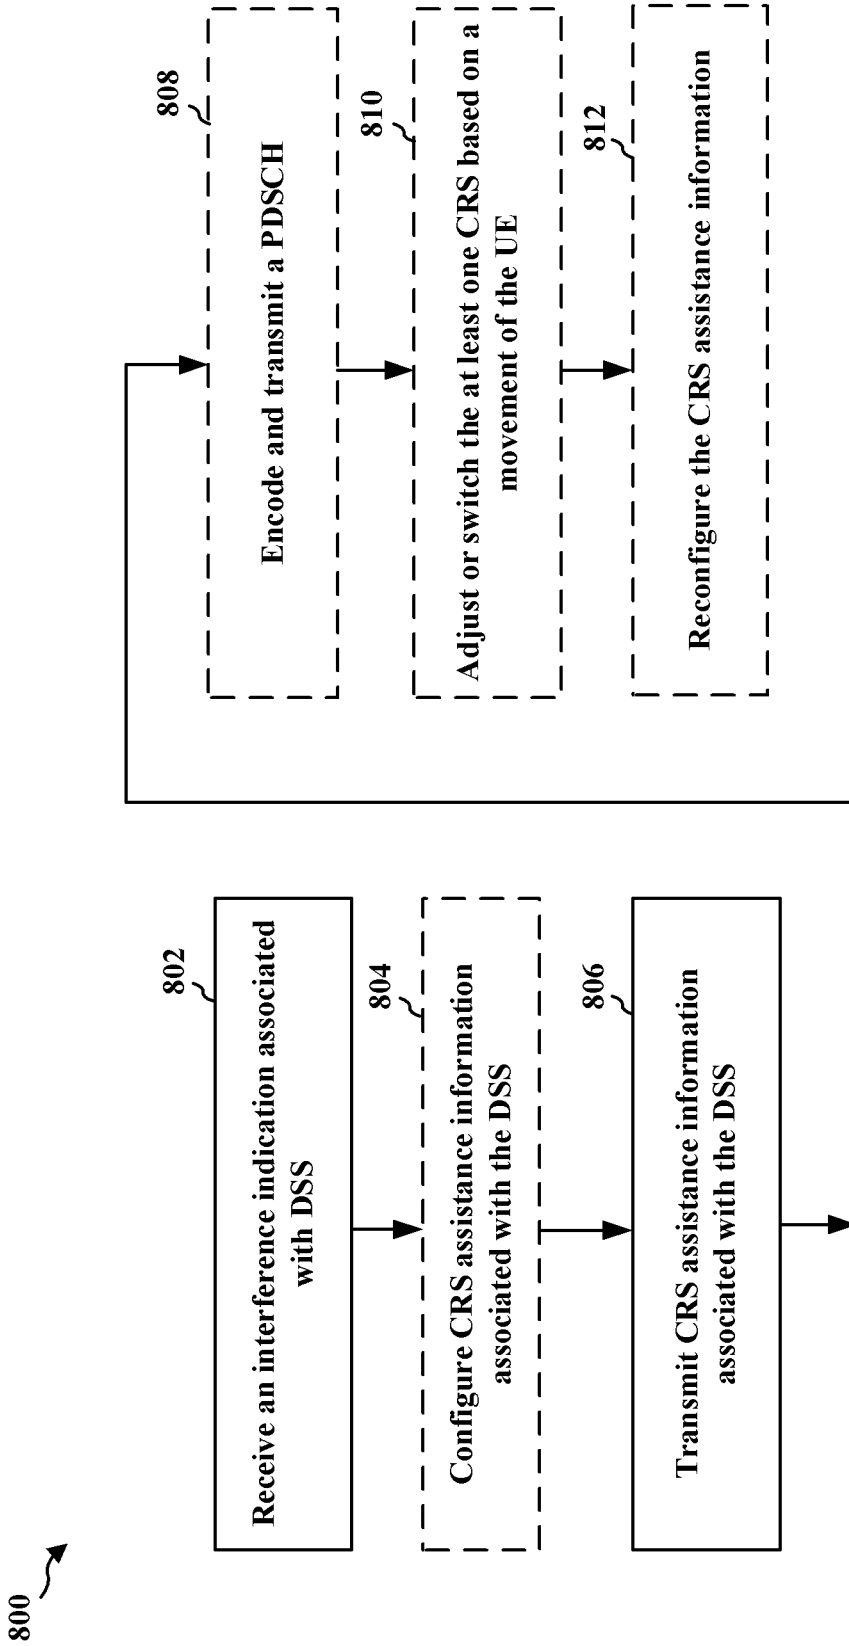 800
802
Receive an interference indication associated
with DSS
804
Configure CRS assistance information
associated with the DSS
806
Transmit CRS assistance information
associated with the DSS
808
Encode and transmit a PDSCH
810
Adjust or switch the at least one CRS based on a
movement of the UE
812
Reconfigure the CRS assistance information